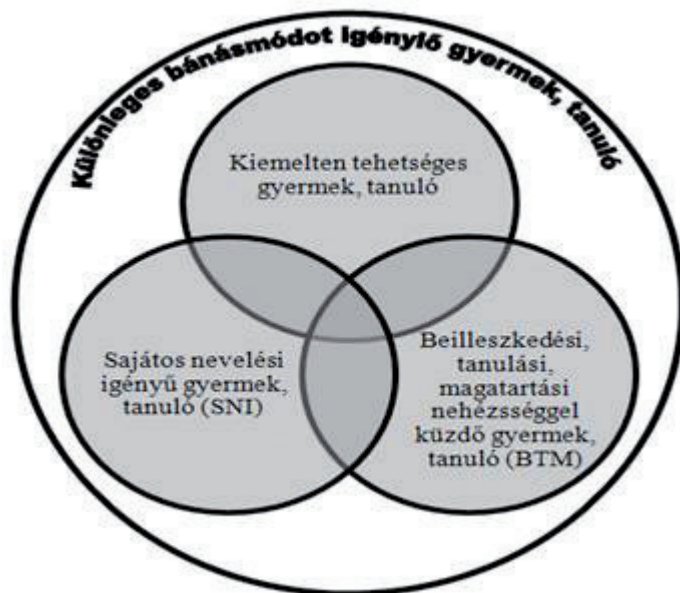 Különleges bánásmódot igénylő gyermek, tanuló
Kiemelten tehetséges
gyermek, tanuló
Sajátos nevelési
igényű gyermek,
tanuló (SNI)
Beilleszkedési,
tanulási,
magatartási
nehézsséggel
küzdő gyermek,
tanuló (BTM)